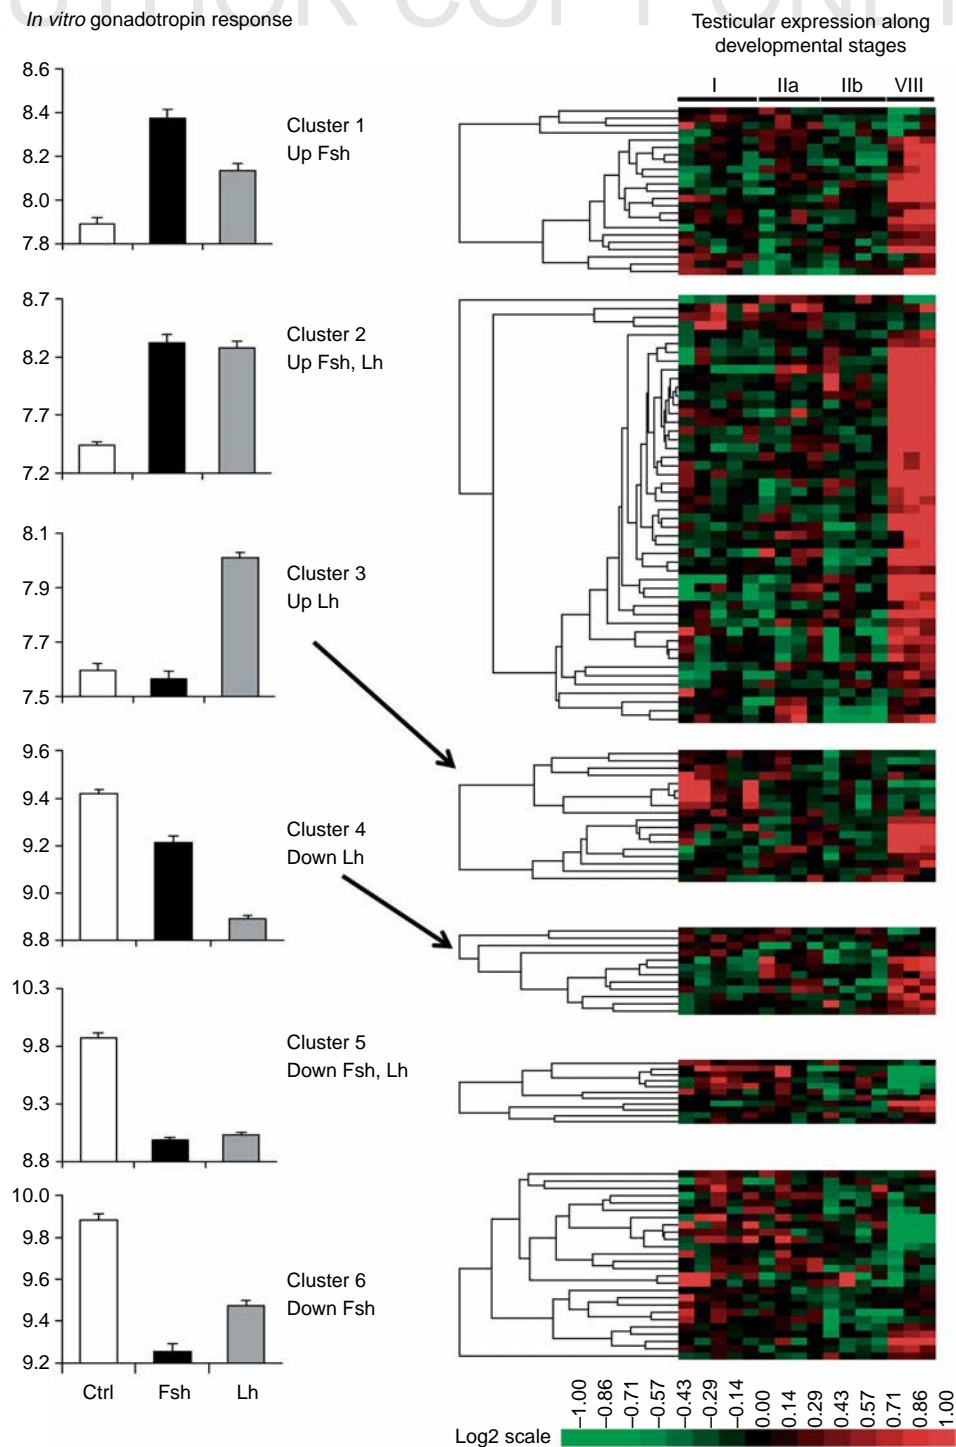 AUTHOR COPY ONLY
In vitro gonadotropin response
Testicular expression along
developmental stages
I IIa IIb VIII
8.6
8.4
8.2
8.0
7.8
Cluster 1
Up Fsh
8.7
8.2
7.7
7.2
Cluster 2
Up Fsh, Lh
8.1
7.9
7.7
7.5
Cluster 3
Up Lh
9.6
9.4
9.2
9.0
8.8
Cluster 4
Down Lh
10.3
9.8
9.3
8.8
Cluster 5
Down Fsh, Lh
10.0
9.8
9.6
9.4
9.2
Cluster 6
Down Fsh
Ctrl Fsh Lh
Log2 scale
−1.00
−0.86
−0.71
−0.57
−0.43
−0.29
−0.14
0.00
0.14
0.29
0.43
0.57
0.71
0.86
1.00